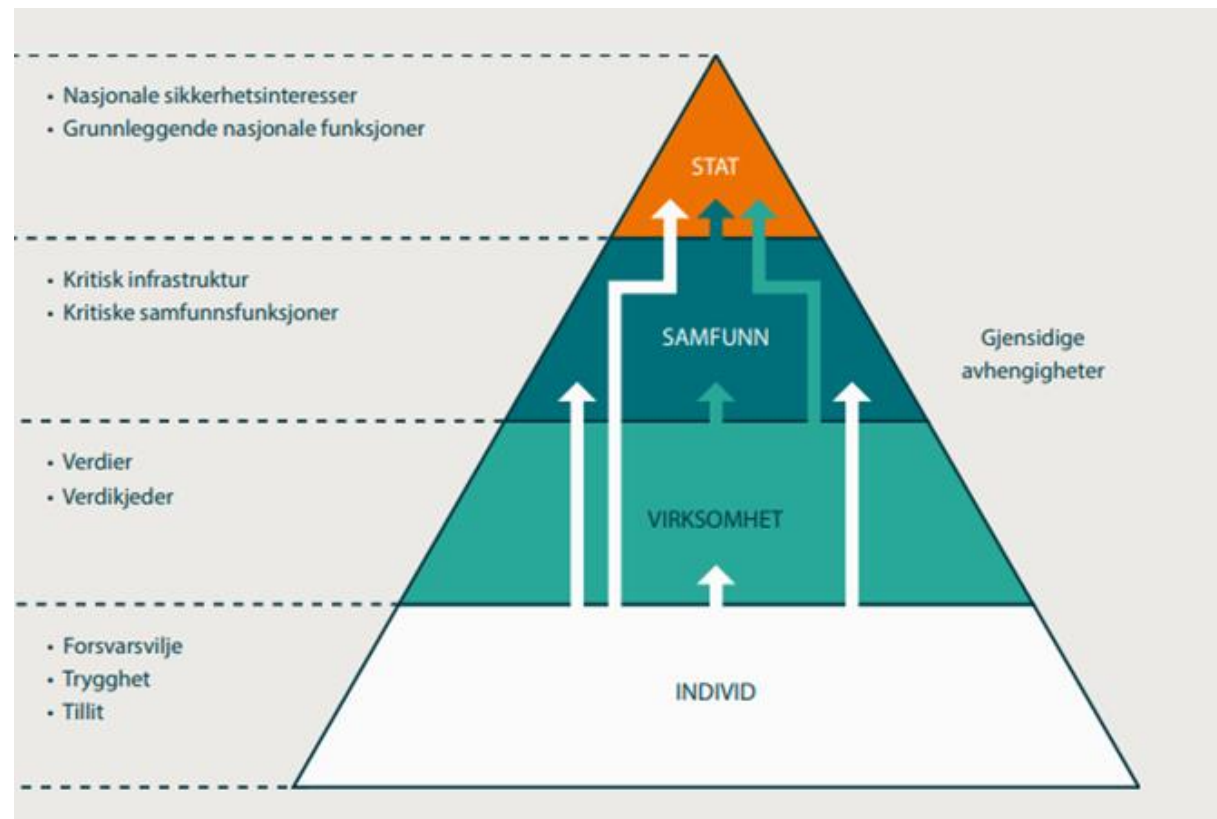 • Nasjonale sikkerhetsinteresser
• Grunnleggende nasjonale funksjoner
STAT
• Kritisk infrastruktur
• Kritiske samfunnsfunksjoner
SAMFUNN
Gjensidige
avhengigheter
• Verdier
• Verdikjeder
VIRKSOMHET
• Forsvarsvilje
• Trygghet
• Tillit
INDIVID